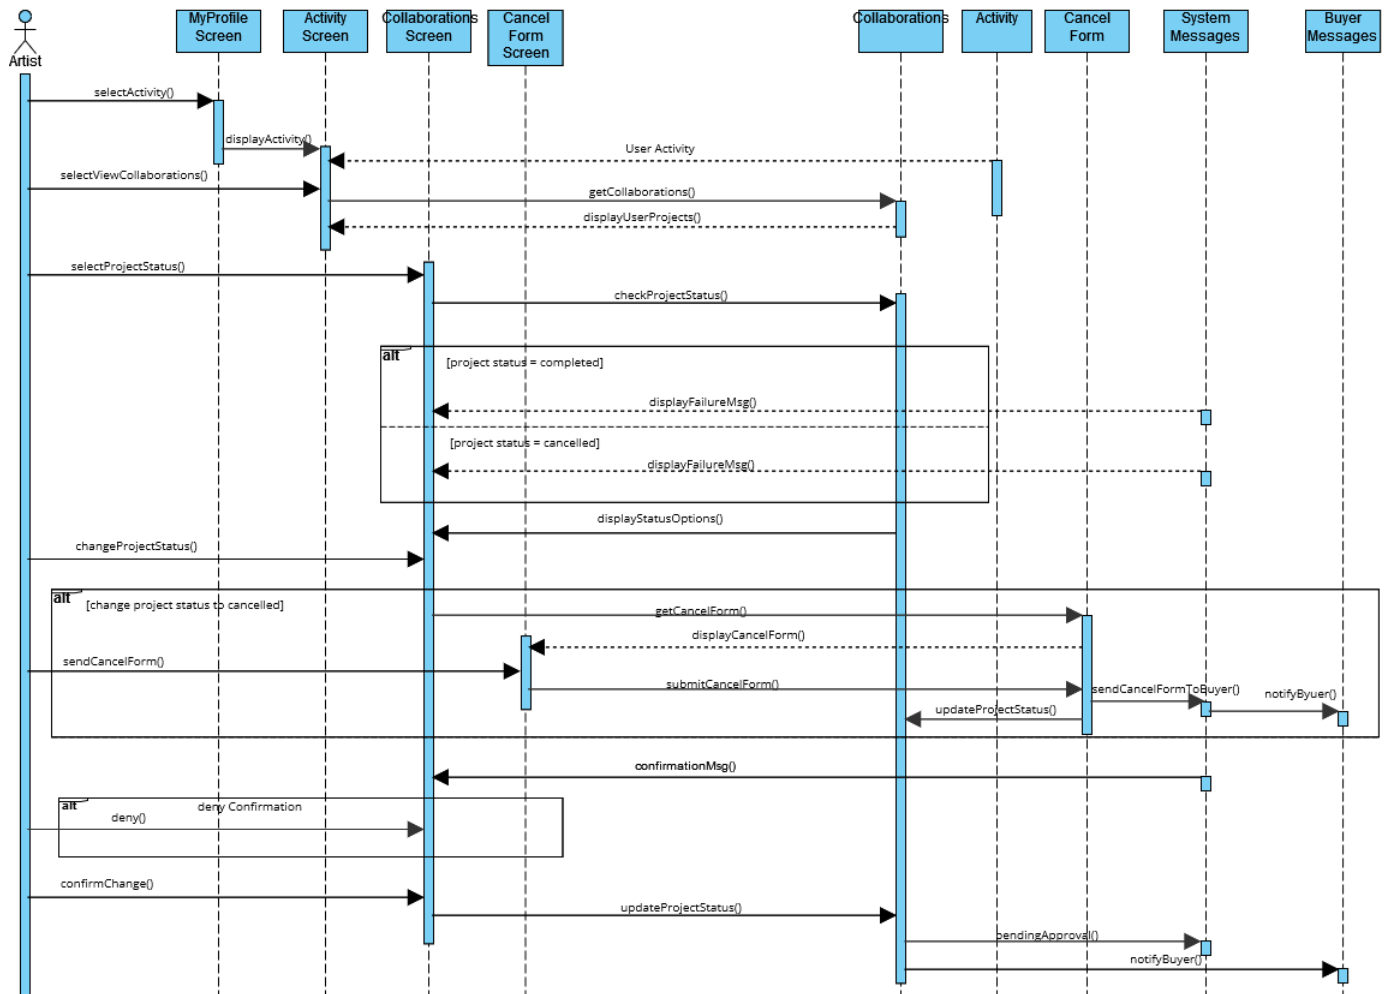 Artist
MyProfile
Screen
Activity
Screen
Collaborations
Screen
Cancel
Form
Screen
Collaborations
Activity
Cancel
Form
System
Messages
Buyer
Messages
selectActivity()
displayActivity()
User Activity
selectViewCollaborations()
getCollaborations()
displayUserProjects()
selectProjectStatus()
checkProjectStatus()
alt
[project status = completed]
displayFailureMsg()
[project status = cancelled]
displayFailureMsg()
displayStatusOptions()
changeProjectStatus()
alt
[change project status to cancelled]
getCancelForm()
displayCancelForm()
sendCancelForm()
submitCancelForm()
sendCancelFormToBuyer()
notifyByuer()
updateProjectStatus()
confirmationMsg()
alt
deny Confirmation
deny()
confirmChange()
updateProjectStatus()
pendingApproval()
notifyBuyer()